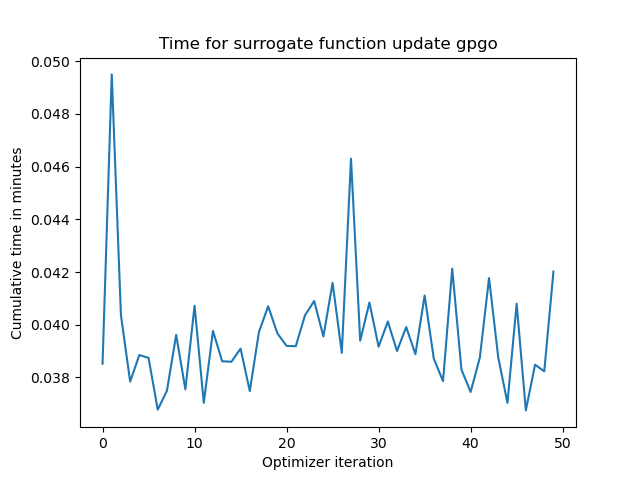 Time for surrogate function update gpgo
Cumulative time in minutes
0.050
0.048
0.046
0.044
0.042
0.040
0.038
0 10 20 30 40 50
Optimizer iteration